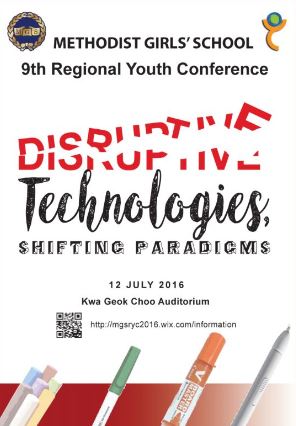 METHODIST GIRLS' SCHOOL
9th Regional Youth Conference
DISRUPTIVE
Technologies,
SHIFTING PARADIGMS
12 JULY 2016
Kwa Geok Choo Auditorium
http://mgsryc2016.wix.com/information